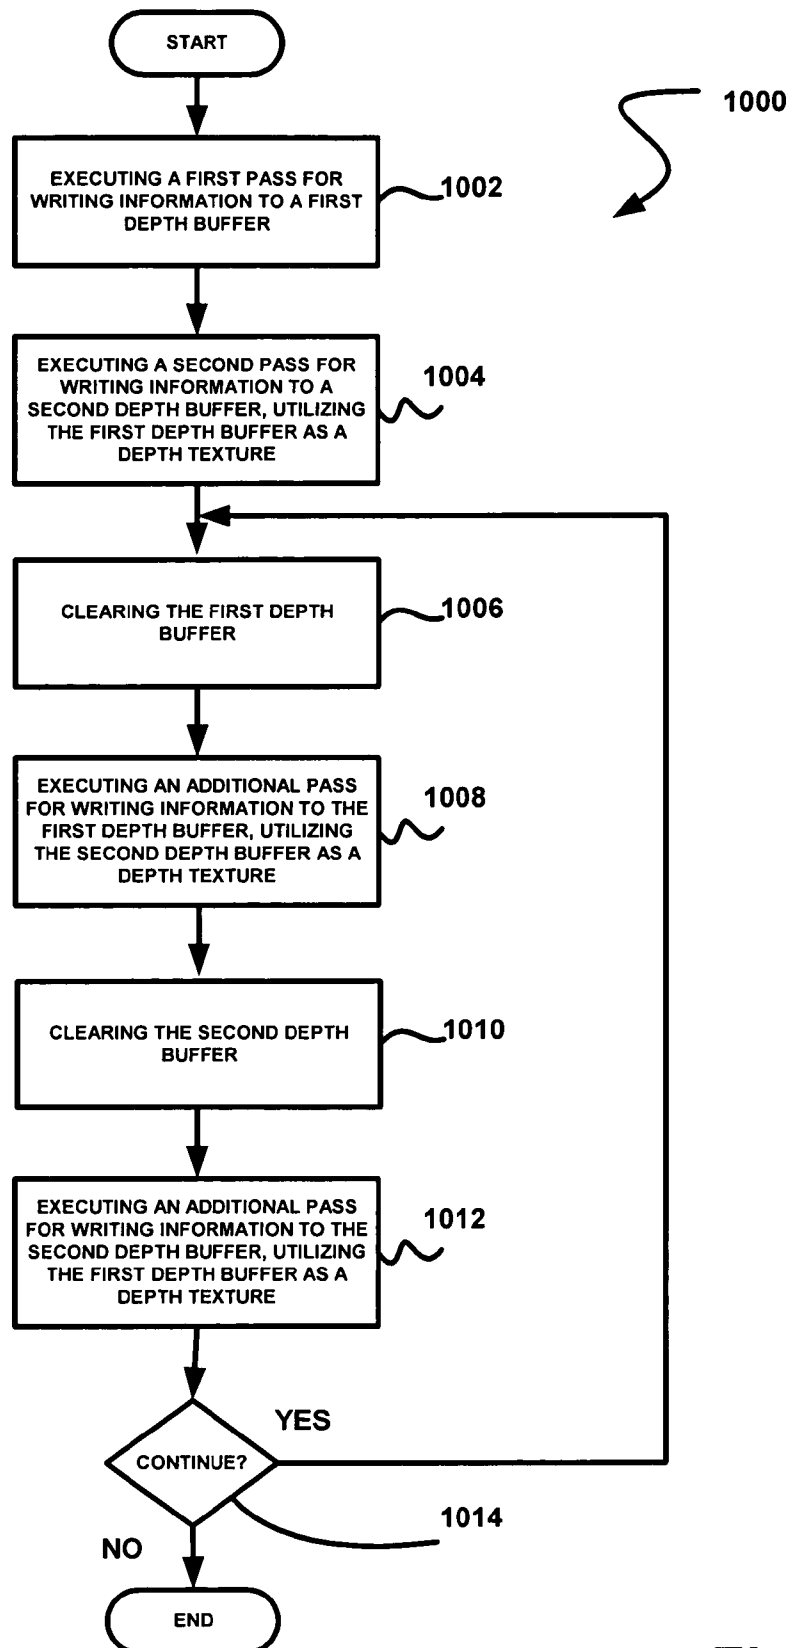 START
1000
EXECUTING A FIRST PASS FOR
WRITING INFORMATION TO A FIRST
DEPTH BUFFER
1002
EXECUTING A SECOND PASS FOR
WRITING INFORMATION TO A
SECOND DEPTH BUFFER, UTILIZING
THE FIRST DEPTH BUFFER AS A
DEPTH TEXTURE
1004
CLEARING THE FIRST DEPTH
BUFFER
1006
EXECUTING AN ADDITIONAL PASS
FOR WRITING INFORMATION TO THE
FIRST DEPTH BUFFER, UTILIZING
THE SECOND DEPTH BUFFER AS A
DEPTH TEXTURE
1008
CLEARING THE SECOND DEPTH
BUFFER
1010
EXECUTING AN ADDITIONAL PASS
FOR WRITING INFORMATION TO THE
SECOND DEPTH BUFFER, UTILIZING
THE FIRST DEPTH BUFFER AS A
DEPTH TEXTURE
1012
YES
CONTINUE?
1014
NO
END